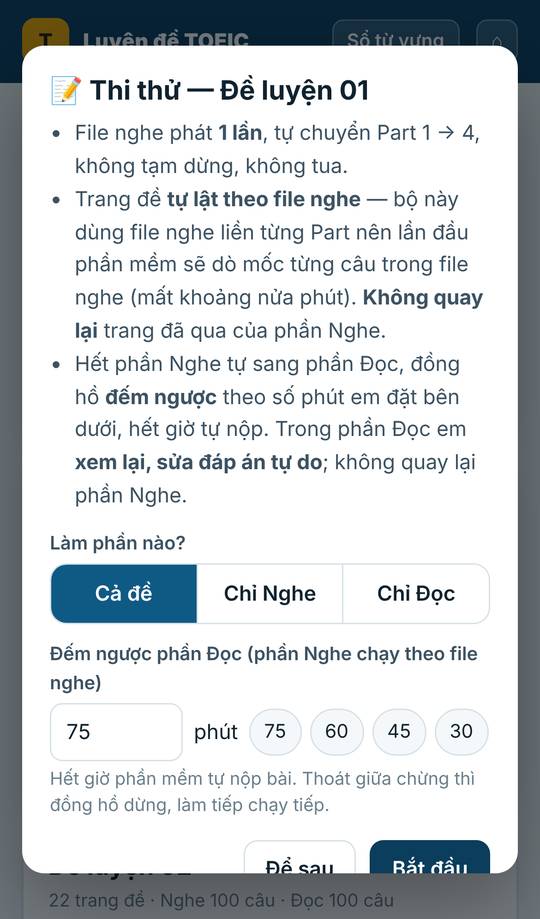 T Luyện đề TOEIC Sổ từ vựng
📝 Thi thử — Đề luyện 01
• File nghe phát 1 lần, tự chuyển Part 1 → 4,
không tạm dừng, không tua.
• Trang đề tự lật theo file nghe — bộ này
dùng file nghe liền từng Part nên lần đầu
phần mềm sẽ dò mốc từng câu trong file
nghe (mất khoảng nửa phút). Không quay
lại trang đã qua của phần Nghe.
• Hết phần Nghe tự sang phần Đọc, đồng
hồ đếm ngược theo số phút em đặt bên
dưới, hết giờ tự nộp. Trong phần Đọc em
xem lại, sửa đáp án tự do; không quay lại
phần Nghe.
Làm phần nào?
Cả đề Chỉ Nghe Chỉ Đọc
Đếm ngược phần Đọc (phần Nghe chạy theo file
nghe)
75 phút 75 60 45 30
Hết giờ phần mềm tự nộp bài. Thoát giữa chừng thì
đồng hồ dừng, làm tiếp chạy tiếp.
Để sau Bắt đầu
22 trang đề · Nghe 100 câu · Đọc 100 câu